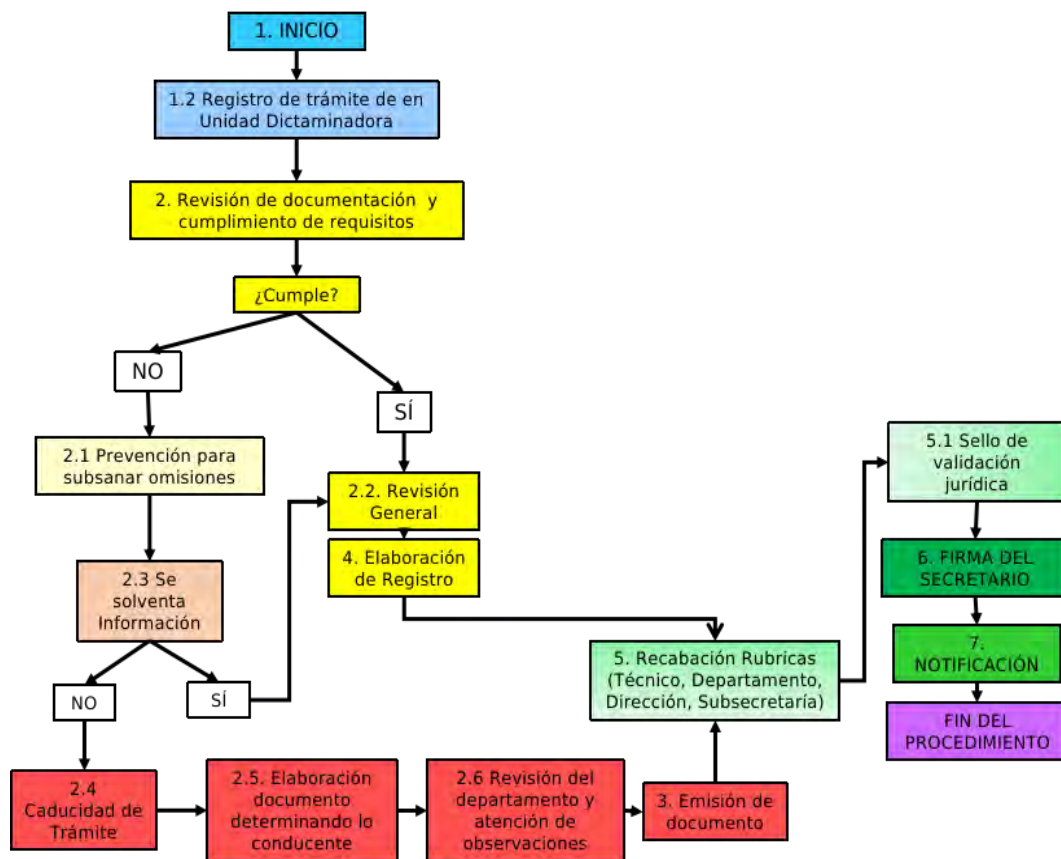 1. INICIO
1.2 Registro de trámite de en
Unidad Dictaminadora
2. Revisión de documentación y
cumplimiento de requisitos
¿Cumple?
NO
SÍ
2.1 Prevención para
subsanar omisiones
2.2. Revisión
General
4. Elaboración
de Registro
2.3 Se
solventa
Información
NO
SÍ
2.4
Caducidad de
Trámite
2.5. Elaboración
documento
determinando lo
conducente
2.6 Revisión del
departamento y
atención de
observaciones
3. Emisión de
documento
5. Recabación Rubricas
(Técnico, Departamento,
Dirección, Subsecretaría)
5.1 Sello de
validación
jurídica
6. FIRMA DEL
SECRETARIO
7.
NOTIFICACIÓN
FIN DEL
PROCEDIMIENTO